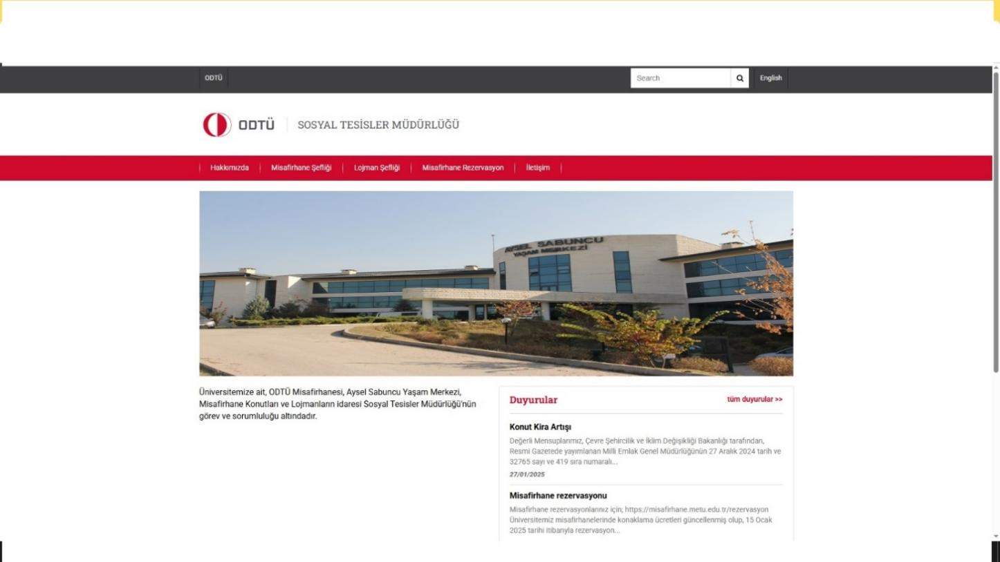 ODTÜ
Search
English
ODTÜ
SOSYAL TESİSLER MÜDÜRLÜĞÜ
Hakkımızda
Misafirhane Şefliği
Lojman Şefliği
Misafirhane Rezervasyon
İletişim
AYSEL SABUNCU
YAŞAM MERKEZİ
Üniversitemize ait, ODTÜ Misafirhanesi, Aysel Sabuncu Yaşam Merkezi,
Misafirhane Konutları ve Lojmanların idaresi Sosyal Tesisler Müdürlüğü'nün
görev ve sorumluluğu altındadır.
Duyurular
tüm duyurular >>
Konut Kira Artışı
Değerli Mensuplarımız, Çevre Şehircilik ve İklim Değişikliği Bakanlığı tarafından,
Resmi Gazetede yayımlanan Milli Emlak Genel Müdürlüğünün 27 Aralık 2024 tarih ve
32765 sayı ve 419 sıra numaralı...
27/01/2025
Misafirhane rezervasyonu
Misafirhane rezervasyonlarınız için; https://misafirhane.metu.edu.tr/rezervasyon
Üniversitemiz misafirhanelerinde konaklama ücretleri güncellenmiş olup, 15 Ocak
2025 tarihi itibarıyla rezervasyon...